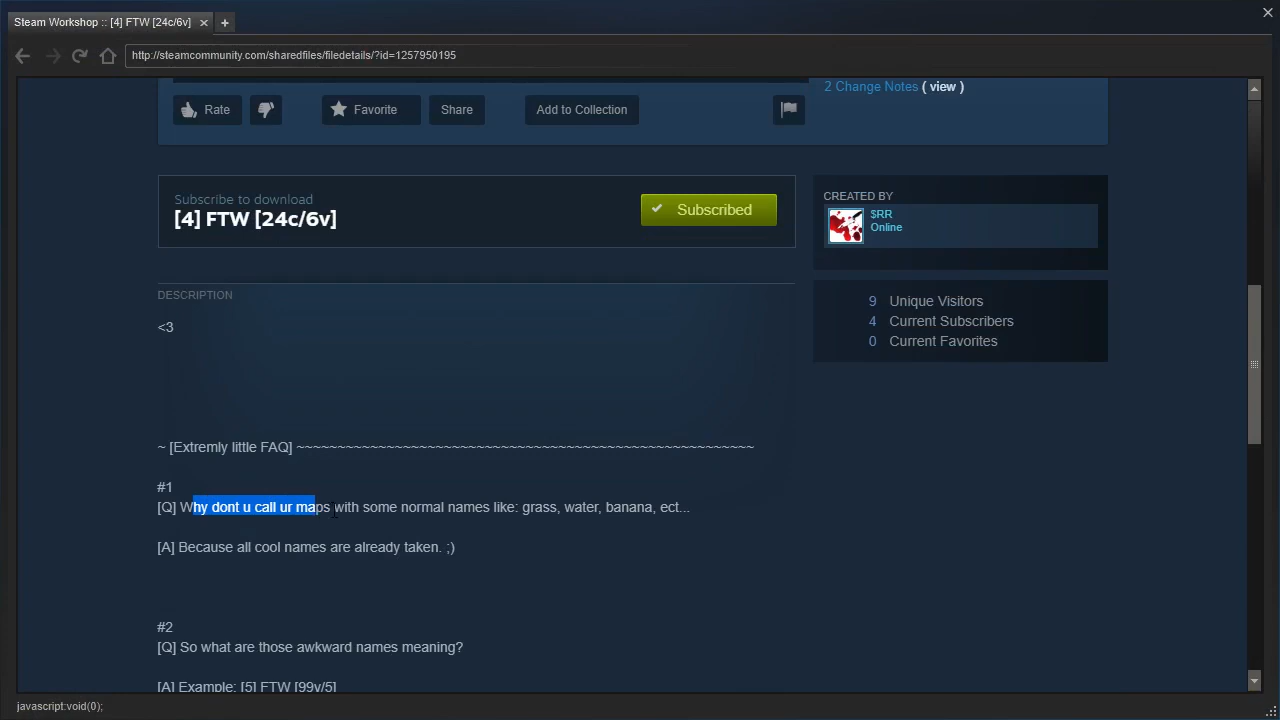 Steam Workshop :: [4] FTW [24c/6v]
http://steamcommunity.com/sharedfiles/filedetails/?id=1257950195
2 Change Notes ( view )
Rate
Favorite
Share
Add to Collection
Subscribe to download
[4] FTW [24c/6v]
Subscribed
CREATED BY
$RR
Online
DESCRIPTION
<3
9 Unique Visitors
4 Current Subscribers
0 Current Favorites
~ [Extremly little FAQ] ~~~~~~~~~~~~~~~~~~~~~~~~~~~~~~~~~~~~~~~~~~~~~~~~~~~~~~~~~
#1
[Q] Why dont u call ur maps with some normal names like: grass, water, banana, ect...
[A] Because all cool names are already taken. ;)
#2
[Q] So what are those awkward names meaning?
[A] Example: [5] FTW [99v/5]
javascript:void(0);